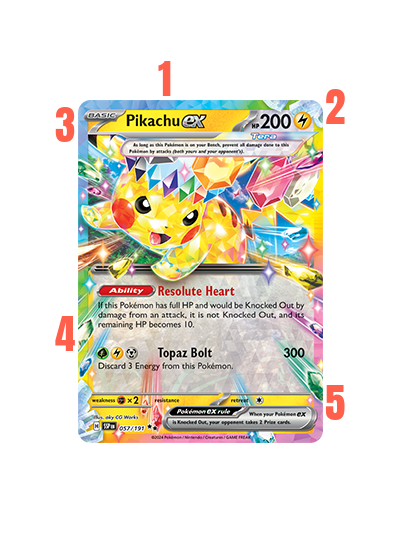 1
2
3
4
5
BASIC Pikachu ex HP 200
Tera
As long as this Pokémon is on your Bench, prevent all damage done to this
Pokémon by attacks (both yours and your opponent's).
Ability Resolute Heart
If this Pokémon has full HP and would be Knocked Out by
damage from an attack, it is not Knocked Out, and its
remaining HP becomes 10.
Topaz Bolt 300
Discard 3 Energy from this Pokémon.
weakness ×2 resistance retreat
Illus. aky CG Works
Pokémon ex rule When your Pokémon ex
is Knocked Out, your opponent takes 2 Prize cards.
H SSP EN 057/191
©2024 Pokémon / Nintendo / Creatures / GAME FREAK